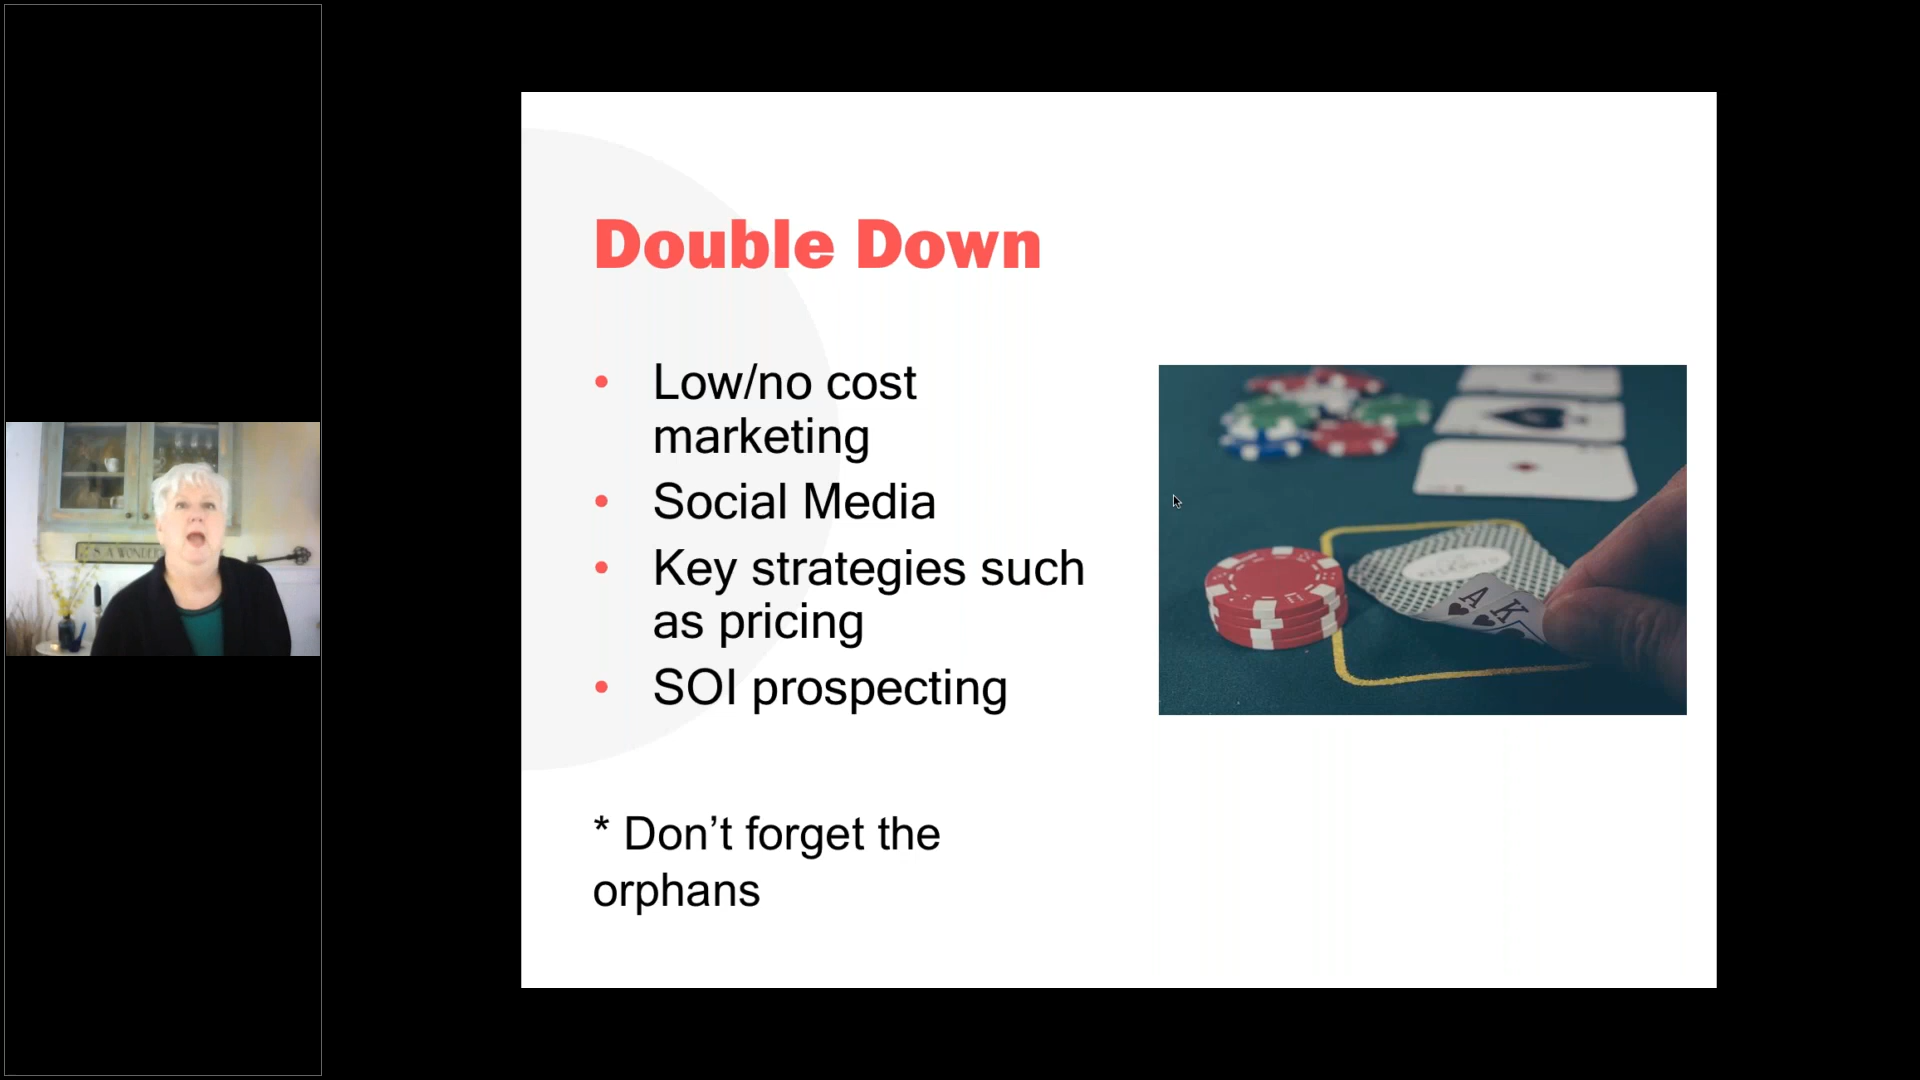 Double Down
• Low/no cost
marketing
• Social Media
• Key strategies such
as pricing
• SOI prospecting
* Don’t forget the
orphans
S A WONDER
A K